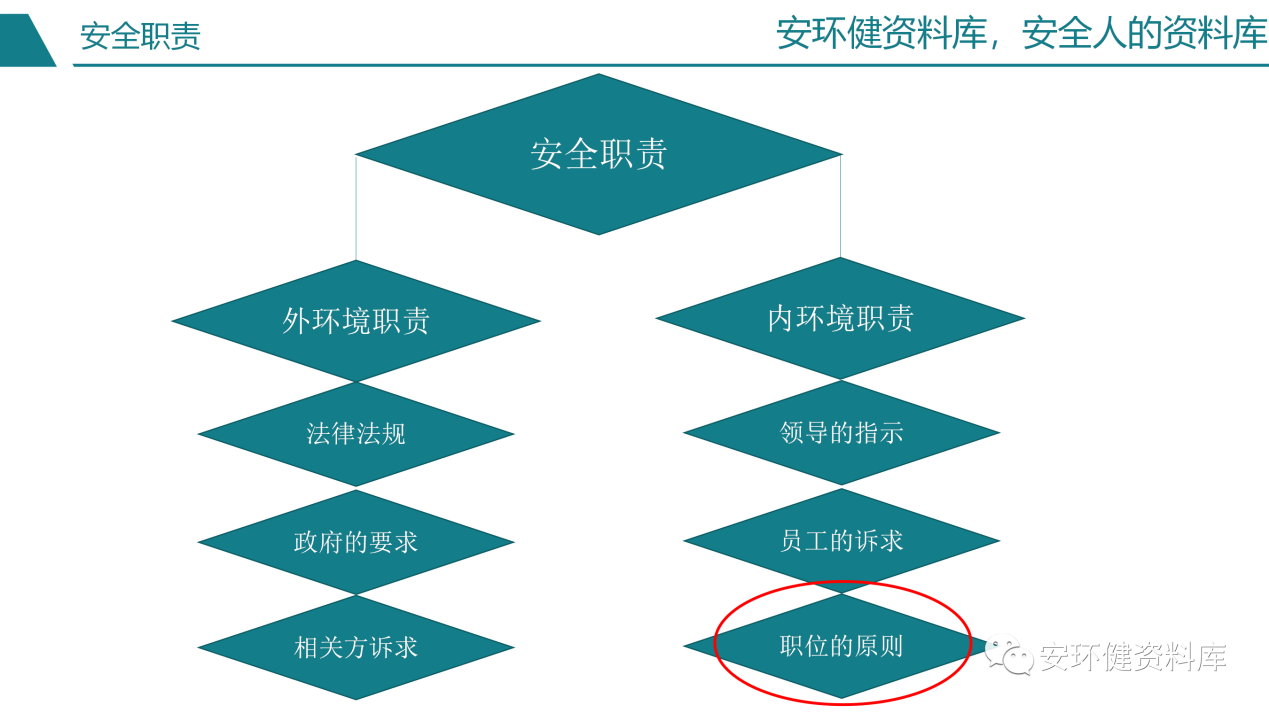 安全职责
安环健资料库，安全人的资料库
安全职责
外环境职责
内环境职责
法律法规
领导的指示
政府的要求
员工的诉求
相关方诉求
职位的原则
安环健资料库